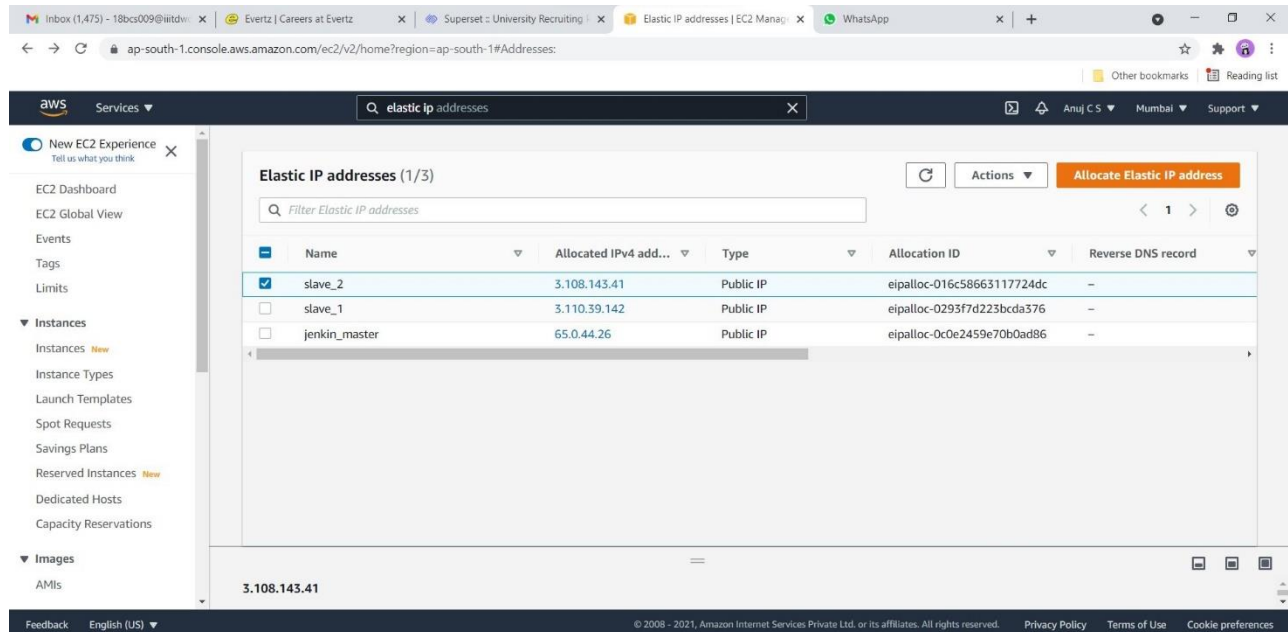 Inbox (1,475) - 18bcs009@iiitdw
Evertz | Careers at Evertz
Superset :: University Recruiting
Elastic IP addresses | EC2 Manag
WhatsApp
ap-south-1.console.aws.amazon.com/ec2/v2/home?region=ap-south-1#Addresses:
Other bookmarks
Reading list
aws
Services
elastic ip addresses
Anuj C S
Mumbai
Support
New EC2 Experience
Tell us what you think
EC2 Dashboard
EC2 Global View
Events
Tags
Limits
Instances
Instances New
Instance Types
Launch Templates
Spot Requests
Savings Plans
Reserved Instances New
Dedicated Hosts
Capacity Reservations
Images
AMIs
Elastic IP addresses (1/3)
Actions
Allocate Elastic IP address
Filter Elastic IP addresses
1
Name Allocated IPv4 add... Type Allocation ID Reverse DNS record
slave_2 3.108.143.41 Public IP eipalloc-016c58663117724dc –
slave_1 3.110.39.142 Public IP eipalloc-0293f7d223bcda376 –
jenkin_master 65.0.44.26 Public IP eipalloc-0c0e2459e70b0ad86 –
3.108.143.41
Feedback English (US) © 2008 - 2021, Amazon Internet Services Private Ltd. or its affiliates. All rights reserved. Privacy Policy Terms of Use Cookie preferences